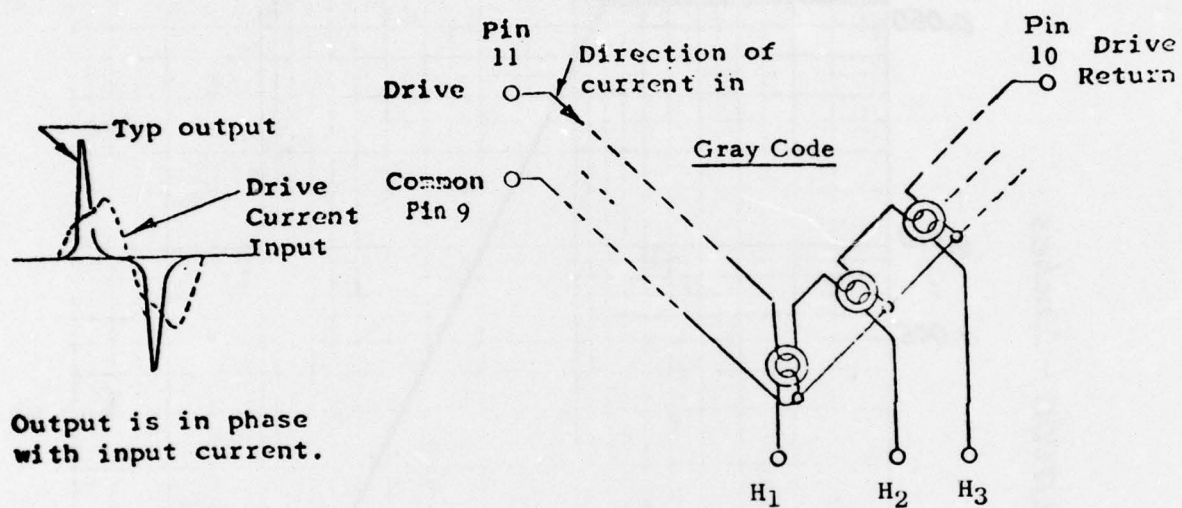 Pin
11
Direction of
current in
Drive
Pin
10
Drive
Return
Typ output
Gray Code
Common
Pin 9
Drive
Current
Input
Output is in phase
with input current.
H1
H2
H3